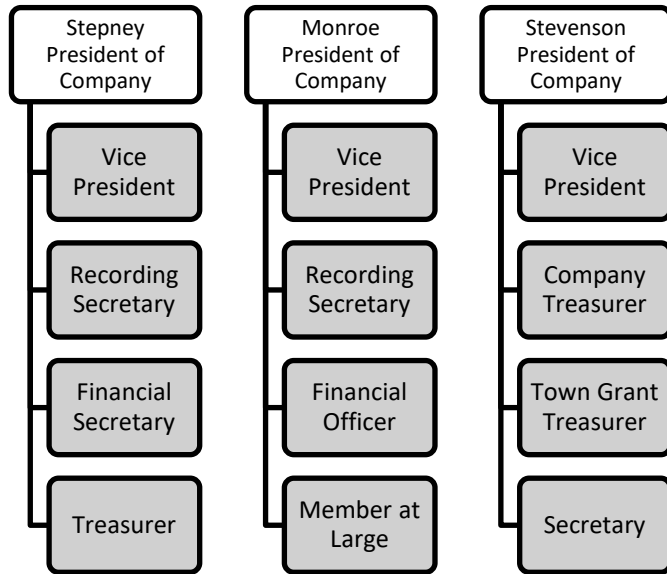 Stepney
President of
Company
Vice
President
Recording
Secretary
Financial
Secretary
Treasurer
Monroe
President of
Company
Vice
President
Recording
Secretary
Financial
Officer
Member at
Large
Stevenson
President of
Company
Vice
President
Company
Treasurer
Town Grant
Treasurer
Secretary